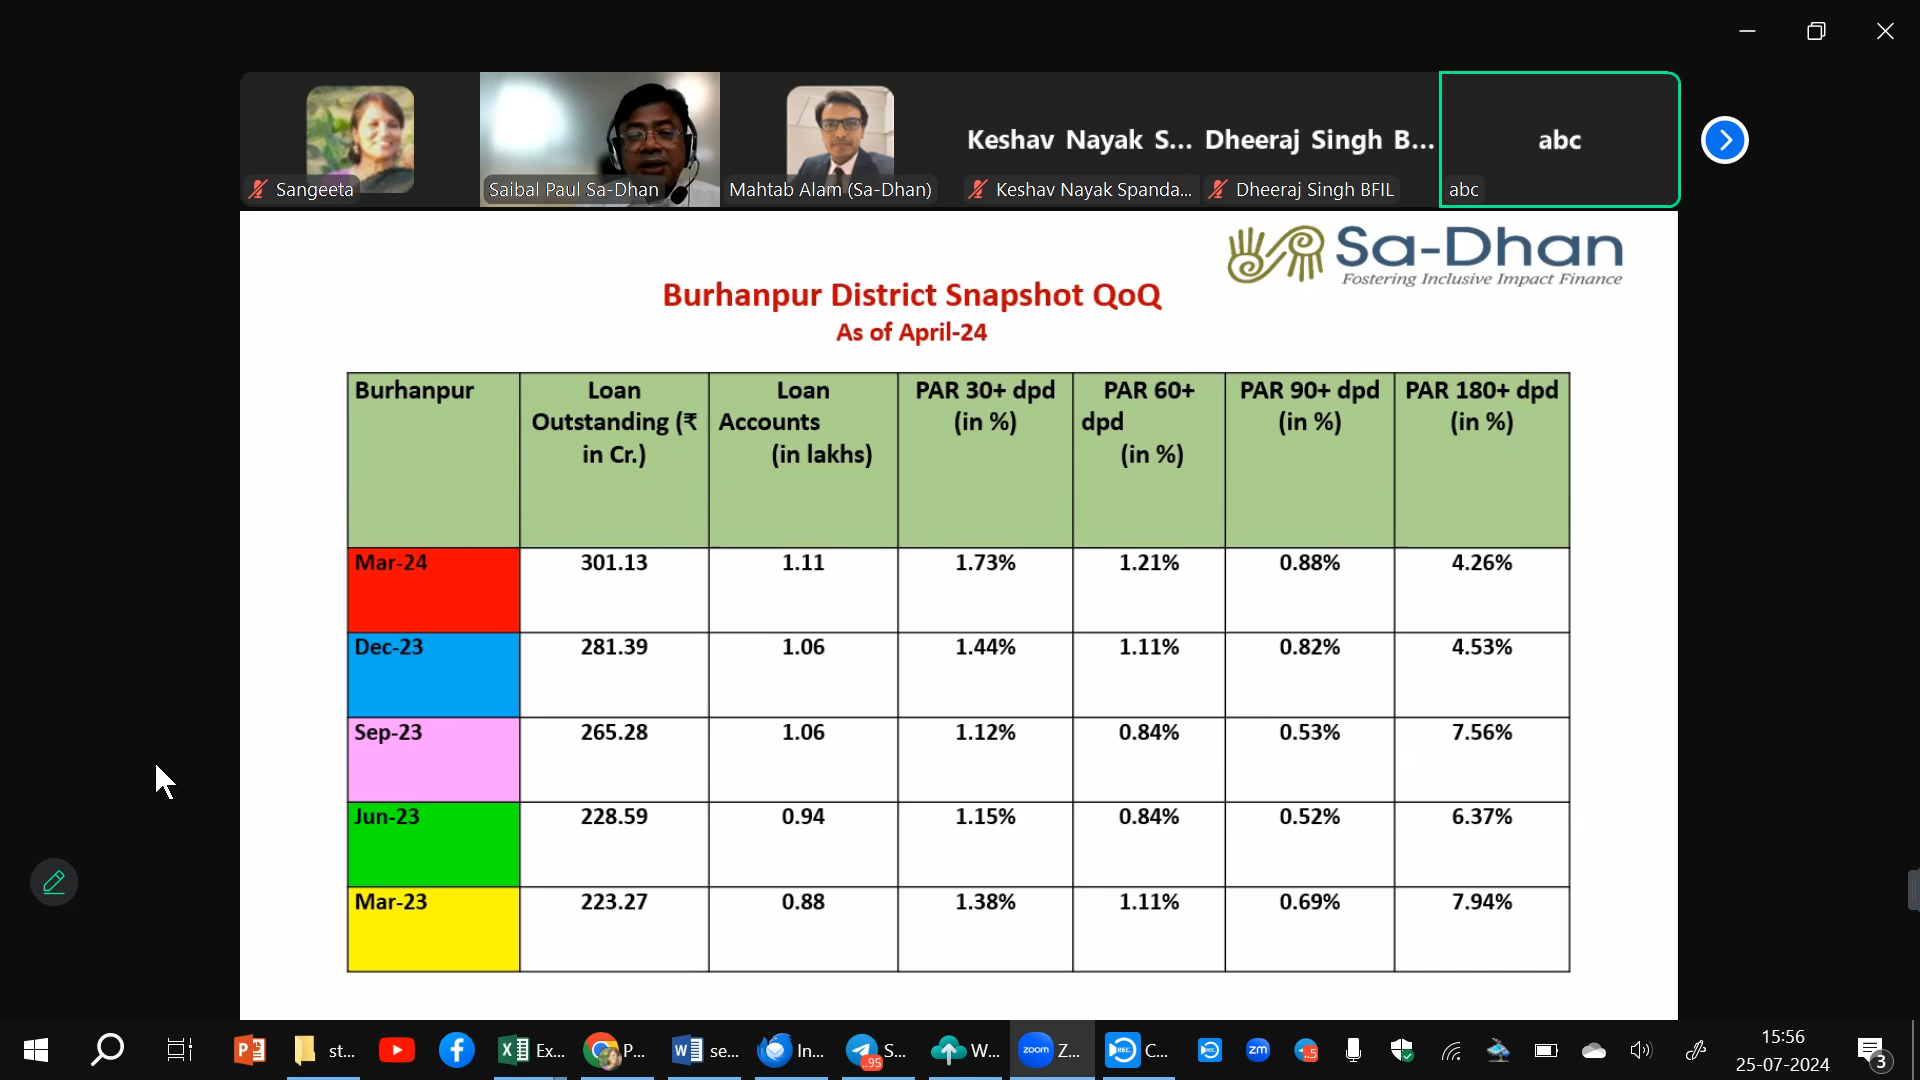 Keshav Nayak S... Dheeraj Singh B... abc
Sangeeta Saibal Paul Sa-Dhan Mahtab Alam (Sa-Dhan) Keshav Nayak Spanda... Dheeraj Singh BFIL abc
Sa-Dhan
Fostering Inclusive Impact Finance
Burhanpur District Snapshot QoQ
As of April-24
Burhanpur
Loan
Outstanding (₹
in Cr.)
Loan
Accounts
(in lakhs)
PAR 30+ dpd
(in %)
PAR 60+
dpd
(in %)
PAR 90+ dpd
(in %)
PAR 180+ dpd
(in %)
Mar-24 301.13 1.11 1.73% 1.21% 0.88% 4.26%
Dec-23 281.39 1.06 1.44% 1.11% 0.82% 4.53%
Sep-23 265.28 1.06 1.12% 0.84% 0.53% 7.56%
Jun-23 228.59 0.94 1.15% 0.84% 0.52% 6.37%
Mar-23 223.27 0.88 1.38% 1.11% 0.69% 7.94%
st... Ex... P... se... In... S... W... zoom Z... REC C... zm
.95 .5
15:56
25-07-2024
3